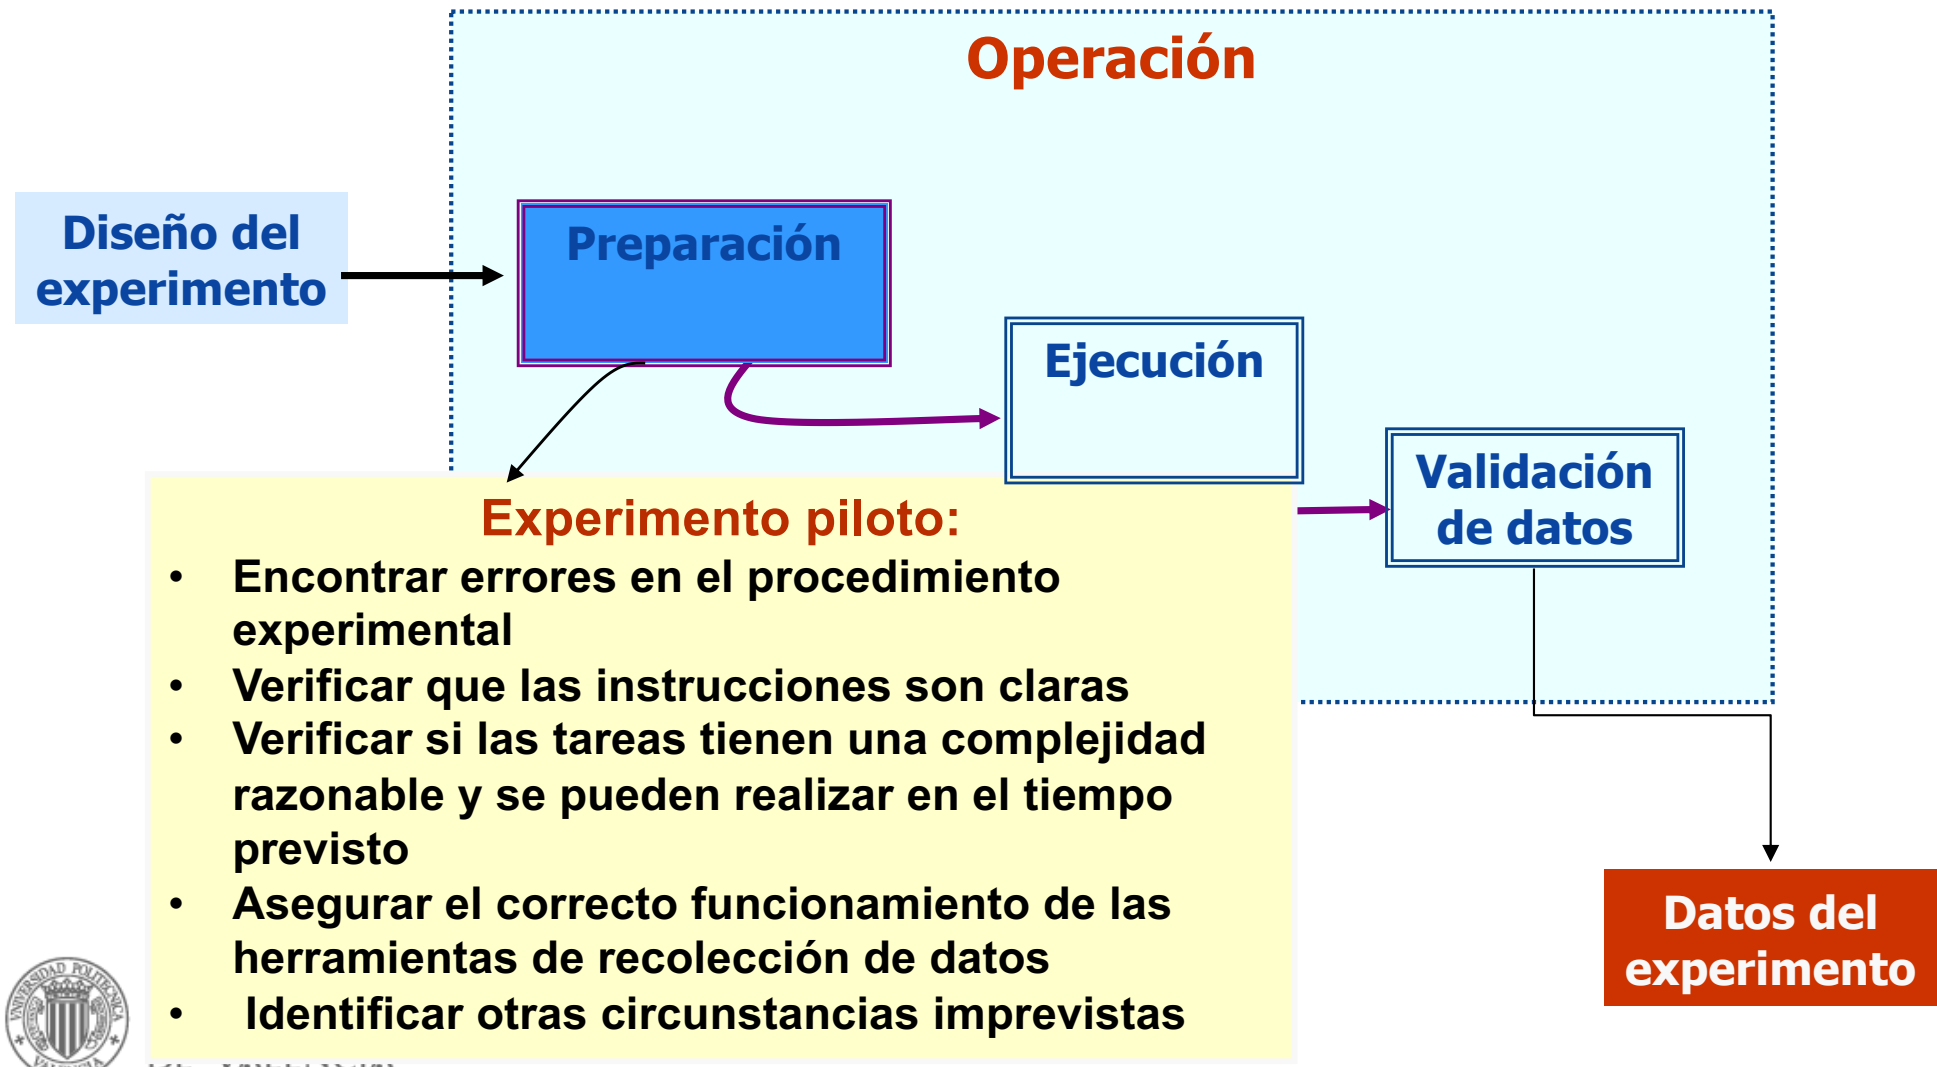 Operación
Diseño del
experimento
Preparación
Ejecución
Validación
de datos
Experimento piloto:
• Encontrar errores en el procedimiento
experimental
• Verificar que las instrucciones son claras
• Verificar si las tareas tienen una complejidad
razonable y se pueden realizar en el tiempo
previsto
• Asegurar el correcto funcionamiento de las
herramientas de recolección de datos
• Identificar otras circunstancias imprevistas
Datos del
experimento